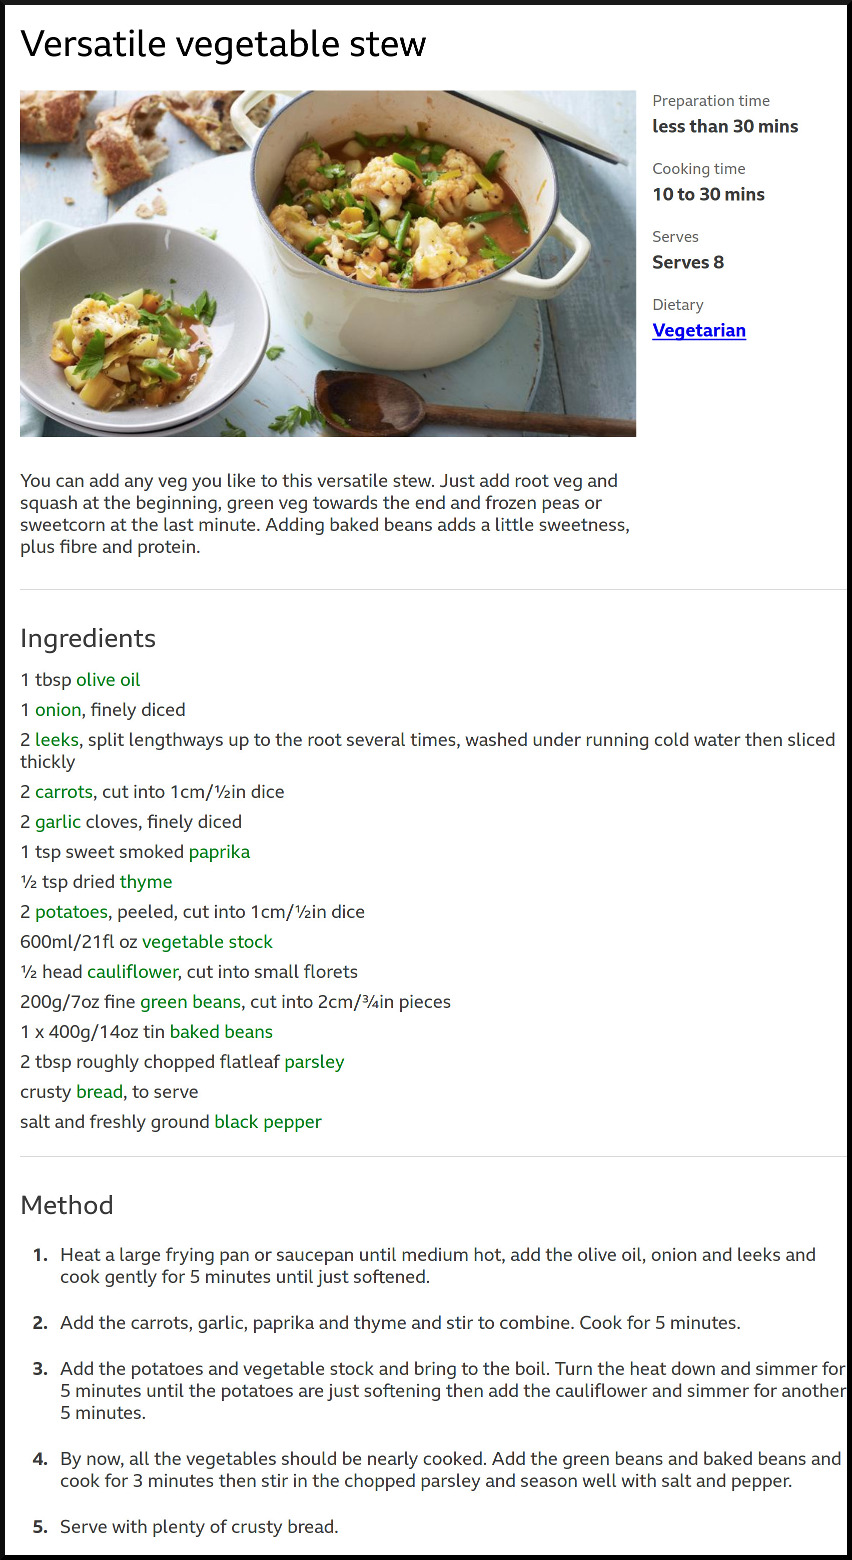 Versatile vegetable stew
Preparation time
less than 30 mins
Cooking time
10 to 30 mins
Serves
Serves 8
Dietary
Vegetarian
You can add any veg you like to this versatile stew. Just add root veg and
squash at the beginning, green veg towards the end and frozen peas or
sweetcorn at the last minute. Adding baked beans adds a little sweetness,
plus fibre and protein.
Ingredients
1 tbsp olive oil
1 onion, finely diced
2 leeks, split lengthways up to the root several times, washed under running cold water then sliced
thickly
2 carrots, cut into 1cm/½in dice
2 garlic cloves, finely diced
1 tsp sweet smoked paprika
½ tsp dried thyme
2 potatoes, peeled, cut into 1cm/½in dice
600ml/21fl oz vegetable stock
½ head cauliflower, cut into small florets
200g/7oz fine green beans, cut into 2cm/¾in pieces
1 x 400g/14oz tin baked beans
2 tbsp roughly chopped flatleaf parsley
crusty bread, to serve
salt and freshly ground black pepper
Method
1. Heat a large frying pan or saucepan until medium hot, add the olive oil, onion and leeks and
cook gently for 5 minutes until just softened.
2. Add the carrots, garlic, paprika and thyme and stir to combine. Cook for 5 minutes.
3. Add the potatoes and vegetable stock and bring to the boil. Turn the heat down and simmer for
5 minutes until the potatoes are just softening then add the cauliflower and simmer for another
5 minutes.
4. By now, all the vegetables should be nearly cooked. Add the green beans and baked beans and
cook for 3 minutes then stir in the chopped parsley and season well with salt and pepper.
5. Serve with plenty of crusty bread.